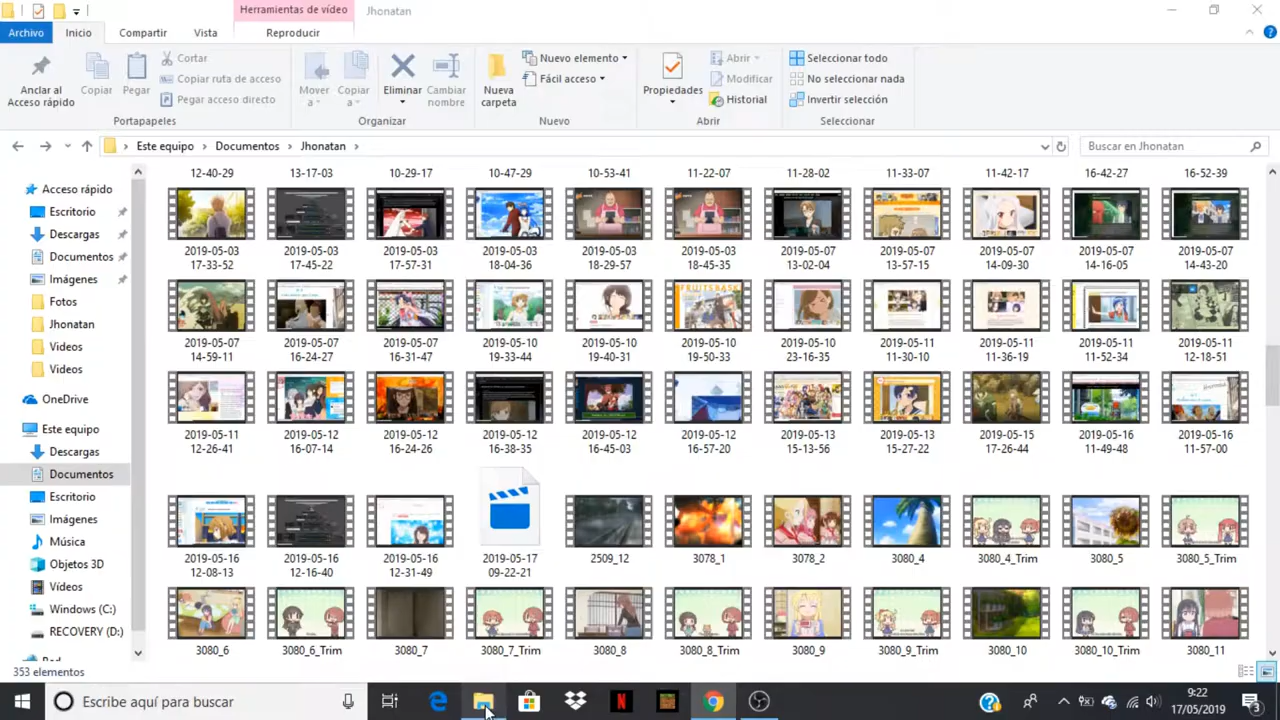 Herramientas de vídeo
Jhonatan
Archivo
Inicio
Compartir
Vista
Reproducir
Anclar al
Acceso rápido
Copiar
Pegar
Cortar
Copiar ruta de acceso
Pegar acceso directo
Portapapeles
Mover
a
Copiar
a
Eliminar
Cambiar
nombre
Organizar
Nueva
carpeta
Nuevo elemento
Fácil acceso
Nuevo
Propiedades
Abrir
Modificar
Historial
Abrir
Seleccionar todo
No seleccionar nada
Invertir selección
Seleccionar
Este equipo > Documentos > Jhonatan >
Buscar en Jhonatan
Acceso rápido
Escritorio
Descargas
Documentos
Imágenes
Fotos
Jhonatan
Videos
Videos
OneDrive
Este equipo
Descargas
Documentos
Escritorio
Imágenes
Música
Objetos 3D
Vídeos
Windows (C:)
RECOVERY (D:)
12-40-29 13-17-03 10-29-17 10-47-29 10-53-41 11-22-07 11-28-02 11-33-07 11-42-17 16-42-27 16-52-39
2019-05-03 2019-05-03 2019-05-03 2019-05-03 2019-05-03 2019-05-03 2019-05-07 2019-05-07 2019-05-07 2019-05-07 2019-05-07
17-33-52 17-45-22 17-57-31 18-04-36 18-29-57 18-45-35 13-02-04 13-57-15 14-09-30 14-16-05 14-43-20
2019-05-07 2019-05-07 2019-05-07 2019-05-10 2019-05-10 2019-05-10 2019-05-10 2019-05-11 2019-05-11 2019-05-11 2019-05-11
14-59-11 16-24-27 16-31-47 19-33-44 19-40-31 19-50-33 23-16-35 11-30-10 11-36-19 11-52-34 12-18-51
2019-05-11 2019-05-12 2019-05-12 2019-05-12 2019-05-12 2019-05-12 2019-05-13 2019-05-13 2019-05-15 2019-05-16 2019-05-16
12-26-41 16-07-14 16-24-26 16-38-35 16-45-03 16-57-20 15-13-56 15-27-22 17-26-44 11-49-48 11-57-00
2019-05-16 2019-05-16 2019-05-16 2019-05-17 2509_12 3078_1 3078_2 3080_4 3080_4_Trim 3080_5 3080_5_Trim
12-08-13 12-16-40 12-31-49 09-22-21
3080_6 3080_6_Trim 3080_7 3080_7_Trim 3080_8 3080_8_Trim 3080_9 3080_9_Trim 3080_10 3080_10_Trim 3080_11
353 elementos
Escribe aquí para buscar
9:22
17/05/2019
3